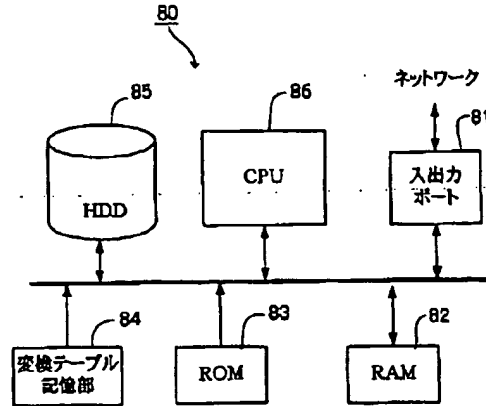 80
85
86
ネットワーク
81
HDD
CPU
入出力
ポート
84
83
82
変換テーブル
記憶部
ROM
RAM